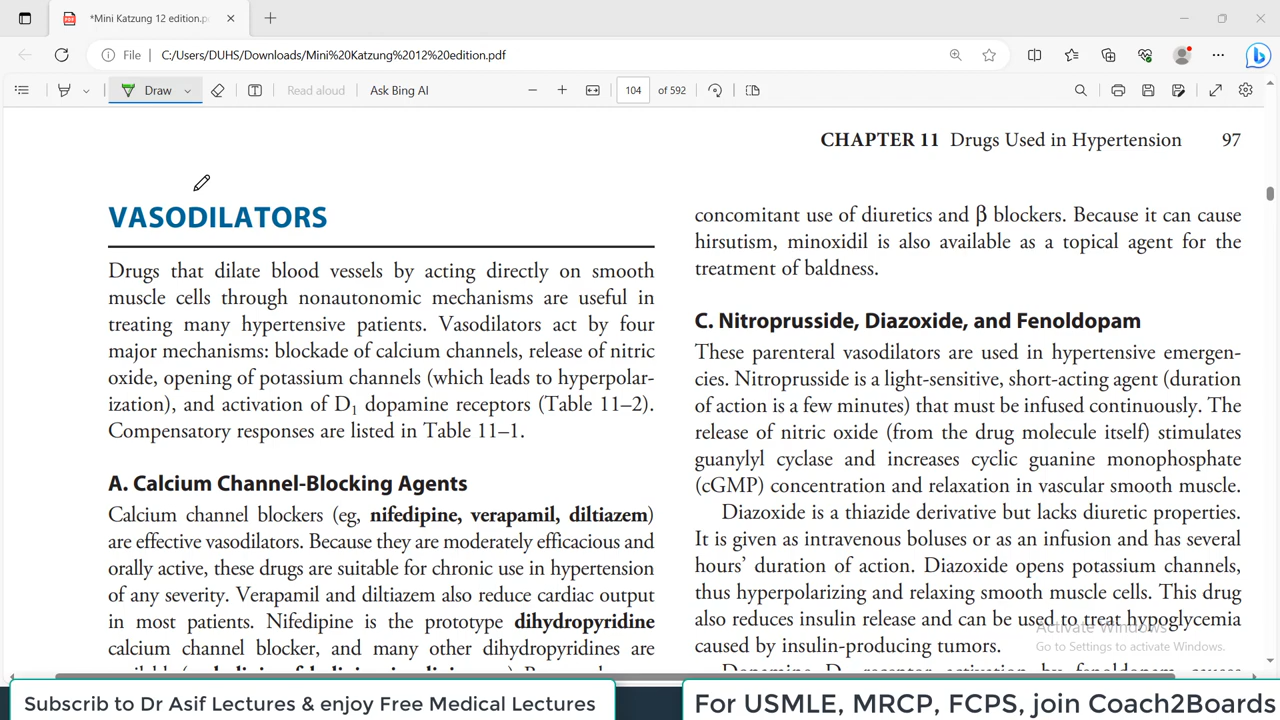 *Mini Katzung 12 edition.p
File
C:/Users/DUHS/Downloads/Mini%20Katzung%2012%20edition.pdf
Draw
Read aloud
Ask Bing AI
104
of 592
CHAPTER 11 Drugs Used in Hypertension 97
VASODILATORS
Drugs that dilate blood vessels by acting directly on smooth
muscle cells through nonautonomic mechanisms are useful in
treating many hypertensive patients. Vasodilators act by four
major mechanisms: blockade of calcium channels, release of nitric
oxide, opening of potassium channels (which leads to hyperpolar-
ization), and activation of D1 dopamine receptors (Table 11–2).
Compensatory responses are listed in Table 11–1.
A. Calcium Channel-Blocking Agents
Calcium channel blockers (eg, nifedipine, verapamil, diltiazem)
are effective vasodilators. Because they are moderately efficacious and
orally active, these drugs are suitable for chronic use in hypertension
of any severity. Verapamil and diltiazem also reduce cardiac output
in most patients. Nifedipine is the prototype dihydropyridine
calcium channel blocker, and many other dihydropyridines are
concomitant use of diuretics and β blockers. Because it can cause
hirsutism, minoxidil is also available as a topical agent for the
treatment of baldness.
C. Nitroprusside, Diazoxide, and Fenoldopam
These parenteral vasodilators are used in hypertensive emergen-
cies. Nitroprusside is a light-sensitive, short-acting agent (duration
of action is a few minutes) that must be infused continuously. The
release of nitric oxide (from the drug molecule itself) stimulates
guanylyl cyclase and increases cyclic guanine monophosphate
(cGMP) concentration and relaxation in vascular smooth muscle.
Diazoxide is a thiazide derivative but lacks diuretic properties.
It is given as intravenous boluses or as an infusion and has several
hours’ duration of action. Diazoxide opens potassium channels,
thus hyperpolarizing and relaxing smooth muscle cells. This drug
also reduces insulin release and can be used to treat hypoglycemia
caused by insulin-producing tumors.
Activate Windows
Go to Settings to activate Windows.
Subscrib to Dr Asif Lectures & enjoy Free Medical Lectures
For USMLE, MRCP, FCPS, join Coach2Boards